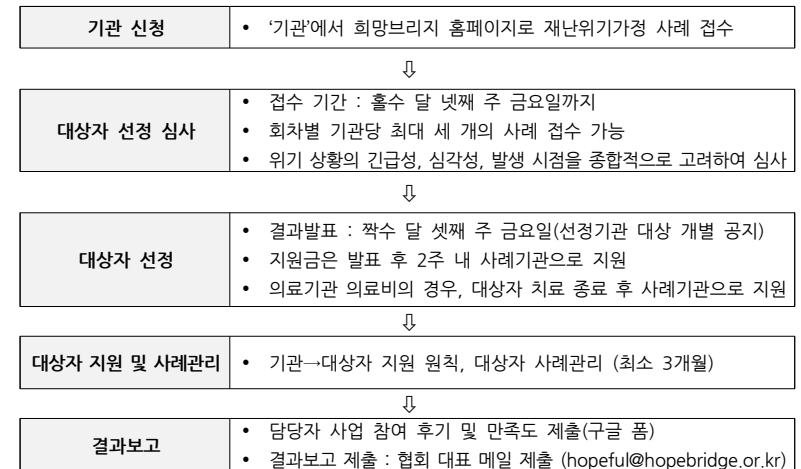 기관 신청
• ‘기관’에서 희망브리지 홈페이지로 재난위기가정 사례 접수
⇩
대상자 선정 심사
• 접수 기간 : 홀수 달 넷째 주 금요일까지
• 회차별 기관당 최대 세 개의 사례 접수 가능
• 위기 상황의 긴급성, 심각성, 발생 시점을 종합적으로 고려하여 심사
⇩
대상자 선정
• 결과발표 : 짝수 달 셋째 주 금요일(선정기관 대상 개별 공지)
• 지원금은 발표 후 2주 내 사례기관으로 지원
• 의료기관 의료비의 경우, 대상자 치료 종료 후 사례기관으로 지원
⇩
대상자 지원 및 사례관리
• 기관→대상자 지원 원칙, 대상자 사례관리 (최소 3개월)
⇩
결과보고
• 담당자 사업 참여 후기 및 만족도 제출(구글 폼)
• 결과보고 제출 : 협회 대표 메일 제출 (hopeful@hopebridge.or.kr)